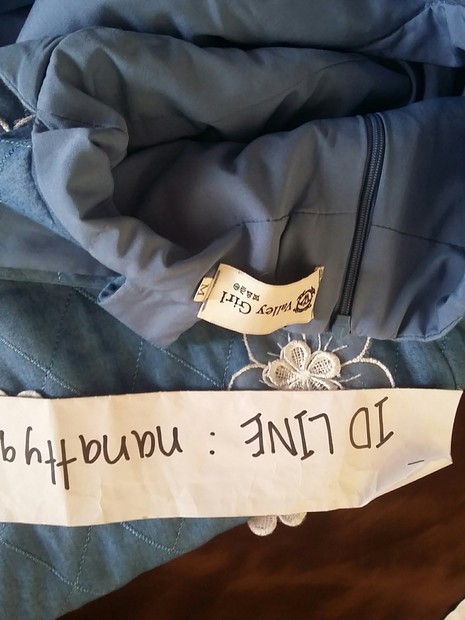 Valley Girl
M
ID LINE : nanatty